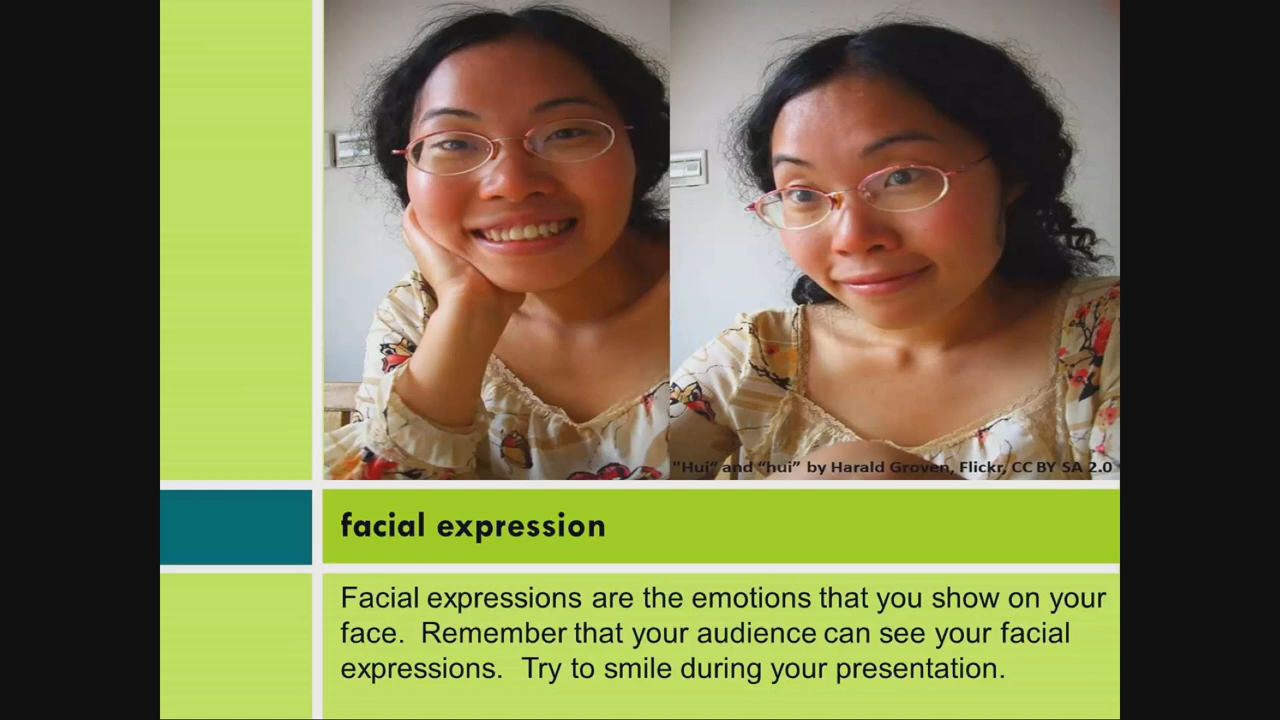 "Hui" and “hui” by Harald Groven, Flickr, CC BY SA 2.0
facial expression
Facial expressions are the emotions that you show on your
face.  Remember that your audience can see your facial
expressions.  Try to smile during your presentation.